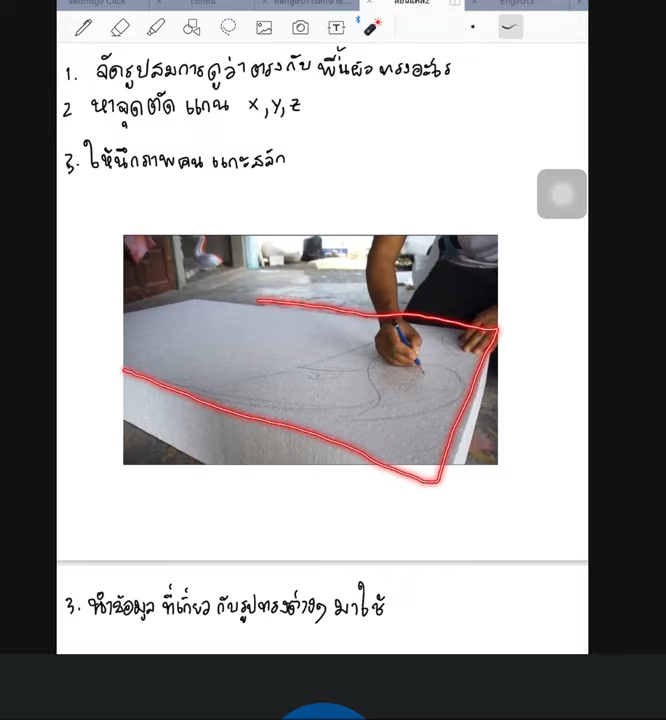 1. จัดรูปสมการดูว่าตรงกับ พื้นผิว ทรงอะไร
2 หาจุดตัด แกน x,y,z
3. ให้นึกภาพคน แกะสลัก
3. นำข้อมูล ที่เกี่ยว กับรูปทรงต่างๆ มาใช้